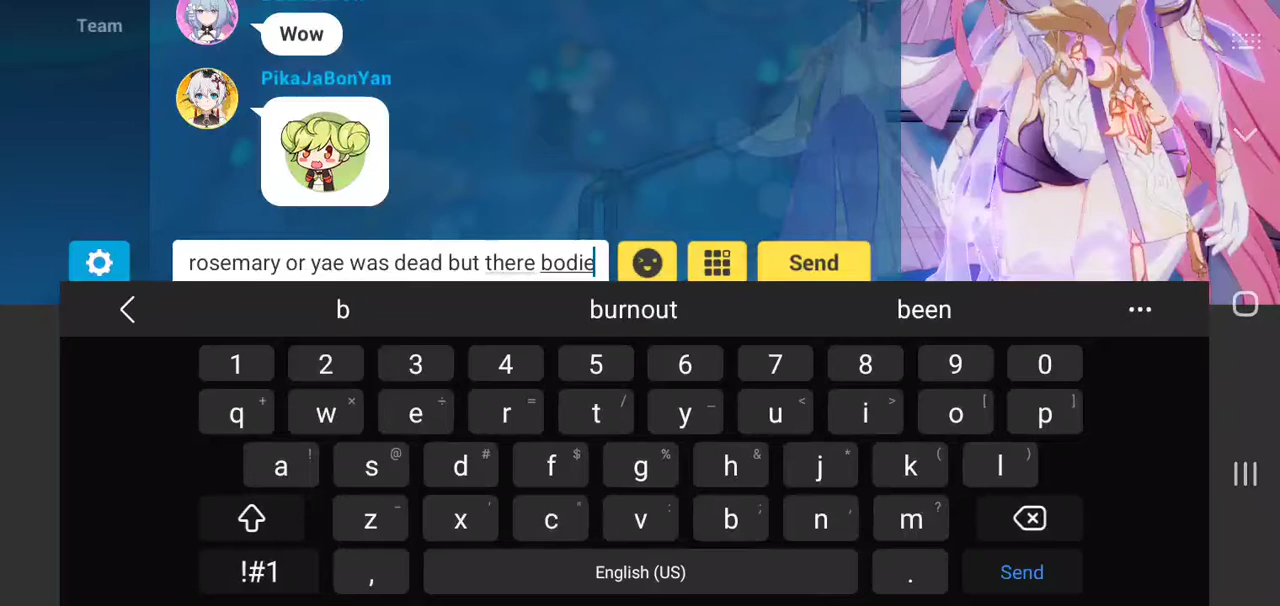 Team
Wow
PikaJaBonYan
rosemary or yae was dead but there bodie
Send
b burnout been
1 2 3 4 5 6 7 8 9 0
q + w × e ÷ r = t / y _ u < i > o [ p ]
a ! s @ d # f $ g % h & j * k ( l )
z - x ' c " v : b ; n , m ?
!#1 , English (US) . Send